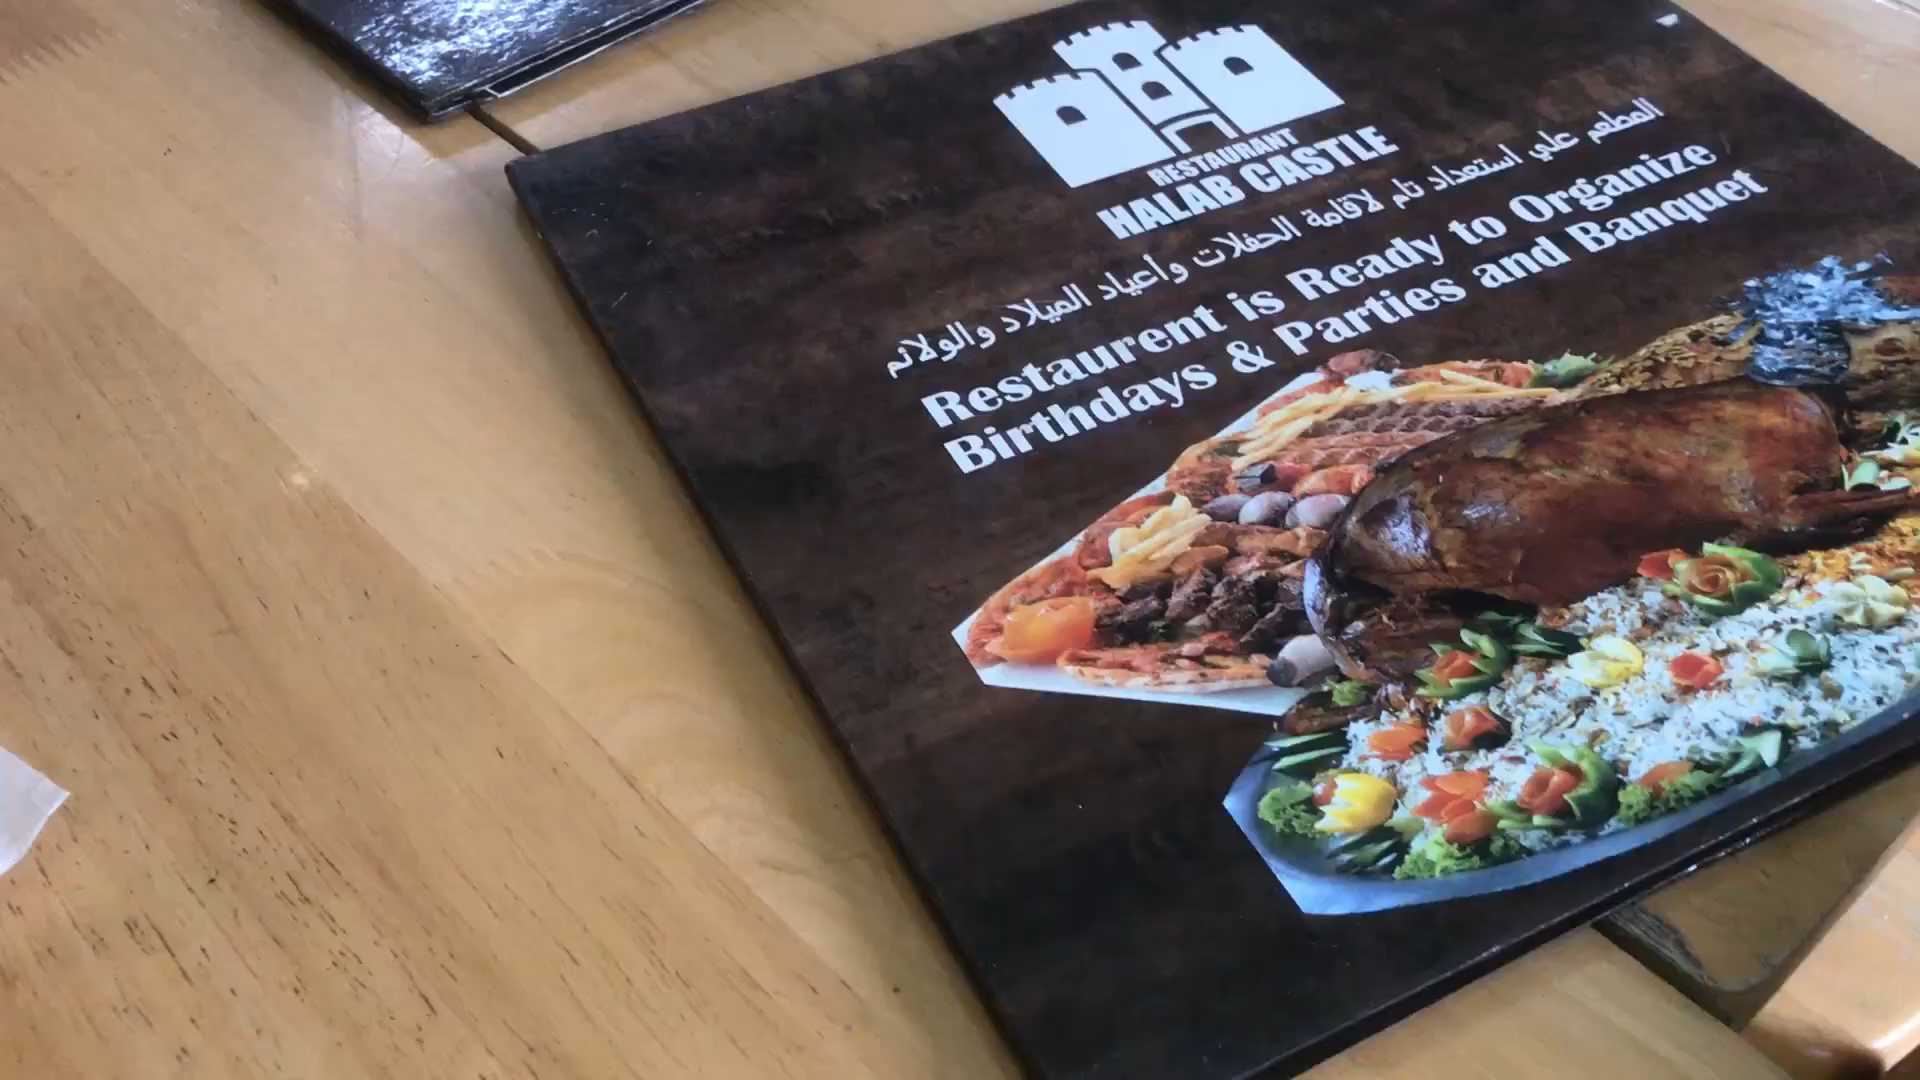 RESTAURANT
HALAB CASTLE
المطعم علي استعداد تام لاقامة الحفلات وأعياد الميلاد والولائم
Restaurent is Ready to Organize
Birthdays & Parties and Banquet